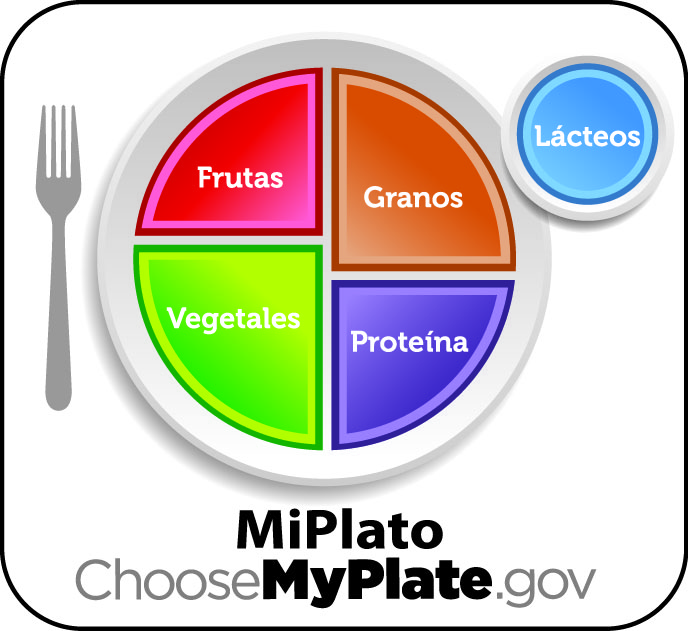 Frutas
Granos
Lácteos
Vegetales
Proteína
MiPlato
ChooseMyPlate.gov